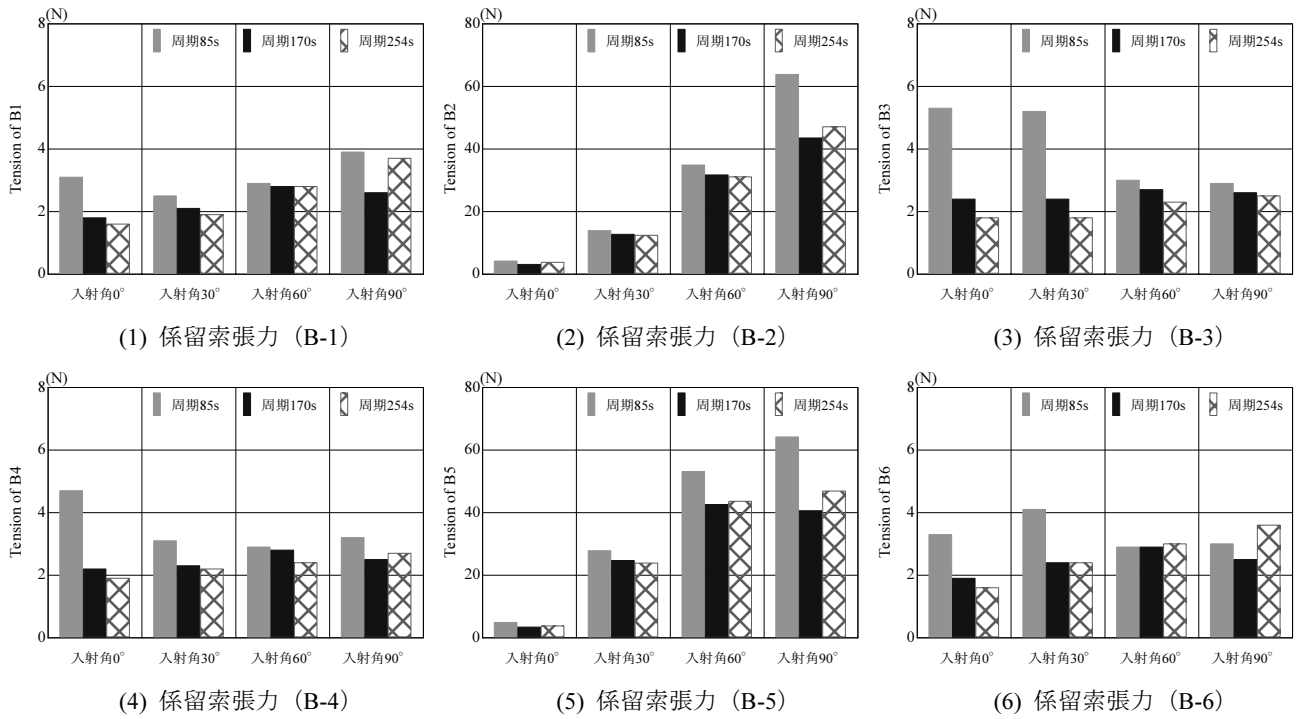 (N)
8
6
4
2
0
Tension of B1
周期85s 周期170s 周期254s
入射角0° 入射角30° 入射角60° 入射角90°
(1) 係留索張力（B-1）
(N)
80
60
40
20
0
Tension of B2
周期85s 周期170s 周期254s
入射角0° 入射角30° 入射角60° 入射角90°
(2) 係留索張力（B-2）
(N)
8
6
4
2
0
Tension of B3
周期85s 周期170s 周期254s
入射角0° 入射角30° 入射角60° 入射角90°
(3) 係留索張力（B-3）
(N)
8
6
4
2
0
Tension of B4
周期85s 周期170s 周期254s
入射角0° 入射角30° 入射角60° 入射角90°
(4) 係留索張力（B-4）
(N)
80
60
40
20
0
Tension of B5
周期85s 周期170s 周期254s
入射角0° 入射角30° 入射角60° 入射角90°
(5) 係留索張力（B-5）
(N)
8
6
4
2
0
Tension of B6
周期85s 周期170s 周期254s
入射角0° 入射角30° 入射角60° 入射角90°
(6) 係留索張力（B-6）